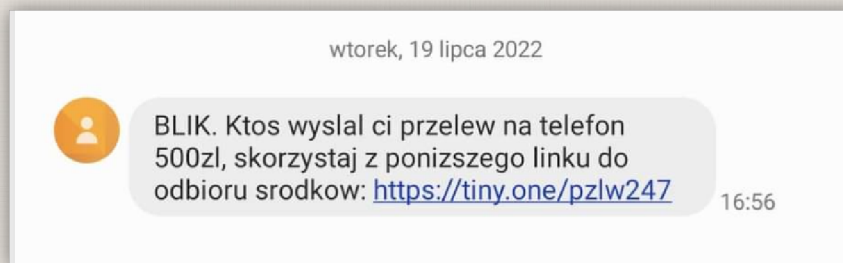 wtorek, 19 lipca 2022
BLIK. Ktos wyslal ci przelew na telefon
500zl, skorzystaj z ponizszego linku do
odbioru srodkow: https://tiny.one/pzlw247
16:56